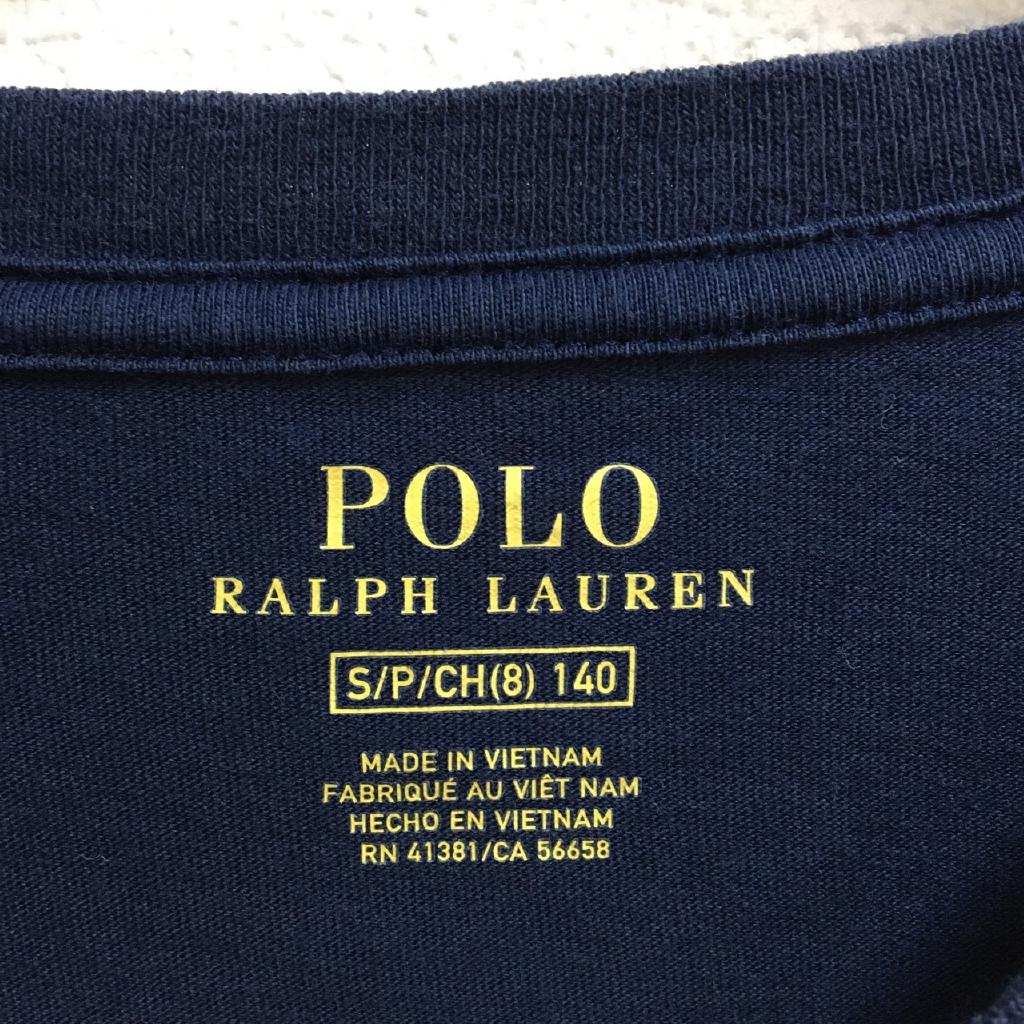 POLO
RALPH LAUREN
S/P/CH(8) 140
MADE IN VIETNAM
FABRIQUÉ AU VIÊT NAM
HECHO EN VIETNAM
RN 41381/CA 56658